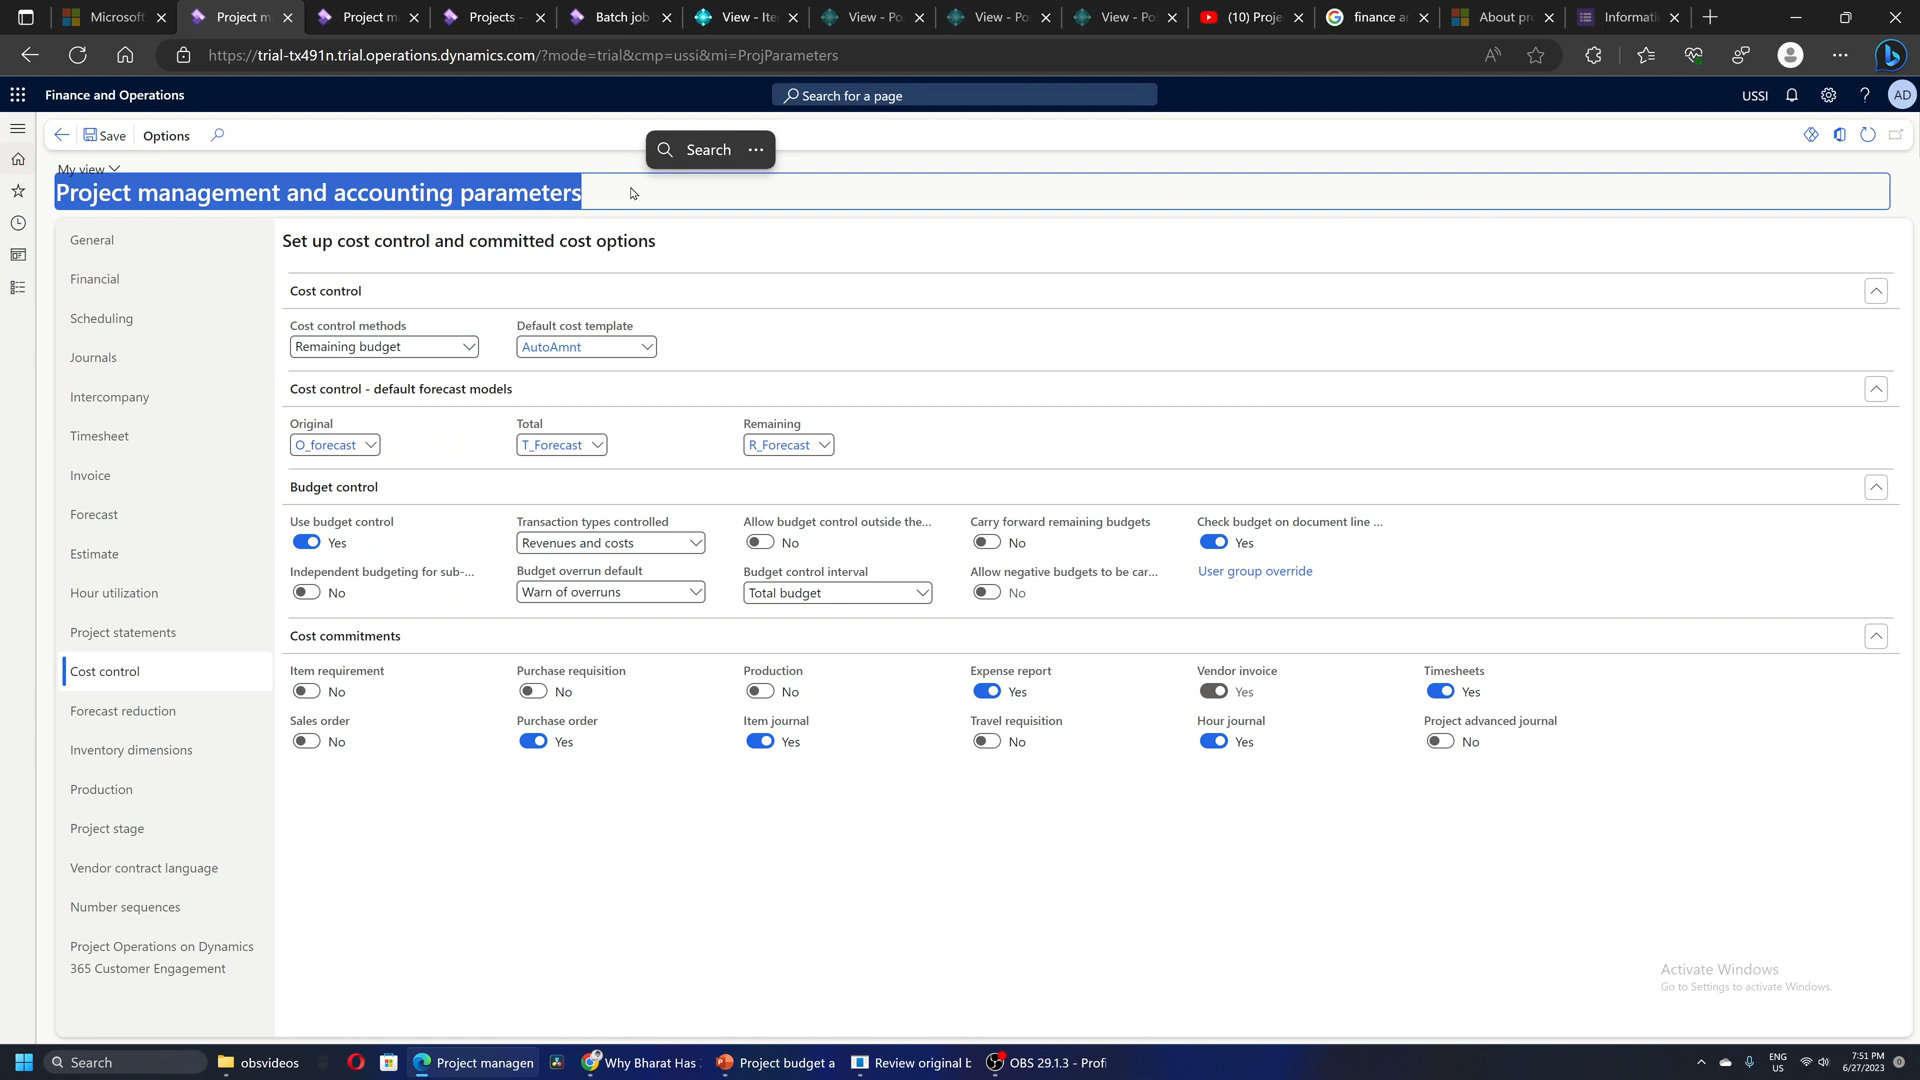 Microsoft
Project m
Project m
Projects -
Batch job
View - Ite
View - Po
View - Po
View - Po
(10) Proje
finance a
About pr
Informati
https://trial-tx491n.trial.operations.dynamics.com/?mode=trial&cmp=ussi&mi=ProjParameters
Finance and Operations
Search for a page
USSI
AD
Save
Options
Search
My view
Project management and accounting parameters
General
Financial
Scheduling
Journals
Intercompany
Timesheet
Invoice
Forecast
Estimate
Hour utilization
Project statements
Cost control
Forecast reduction
Inventory dimensions
Production
Project stage
Vendor contract language
Number sequences
Project Operations on Dynamics
365 Customer Engagement
Set up cost control and committed cost options
Cost control
Cost control methods
Default cost template
Remaining budget
AutoAmnt
Cost control - default forecast models
Original
Total
Remaining
O_forecast
T_Forecast
R_Forecast
Budget control
Use budget control
Transaction types controlled
Allow budget control outside the...
Carry forward remaining budgets
Check budget on document line ...
Yes
Revenues and costs
No
No
Yes
Independent budgeting for sub-...
Budget overrun default
Budget control interval
Allow negative budgets to be car...
User group override
No
Warn of overruns
Total budget
No
Cost commitments
Item requirement
Purchase requisition
Production
Expense report
Vendor invoice
Timesheets
No
No
No
Yes
Yes
Yes
Sales order
Purchase order
Item journal
Travel requisition
Hour journal
Project advanced journal
No
Yes
Yes
No
Yes
No
Activate Windows
Go to Settings to activate Windows.
Search
obsvideos
Project managen
Why Bharat Has
Project budget a
Review original b
OBS 29.1.3 - Profi
ENG
US
7:51 PM
6/27/2023